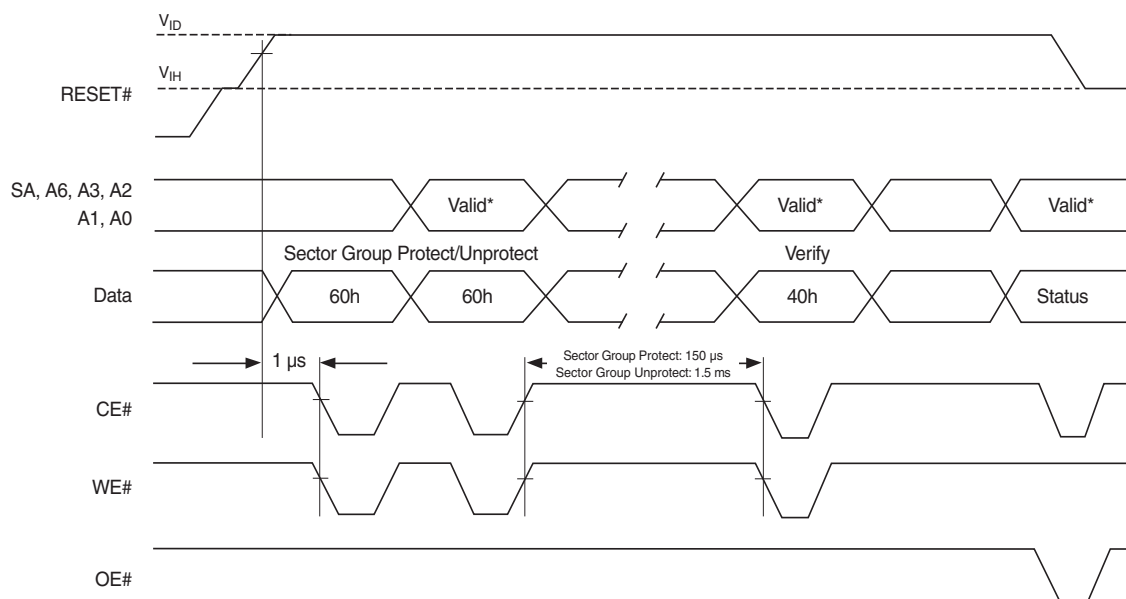 VID
VIH
RESET#
SA, A6, A3, A2
A1, A0
Valid*
Valid*
Valid*
Sector Group Protect/Unprotect
Verify
Data
60h
60h
40h
Status
1 µs
Sector Group Protect: 150 µs
Sector Group Unprotect: 1.5 ms
CE#
WE#
OE#